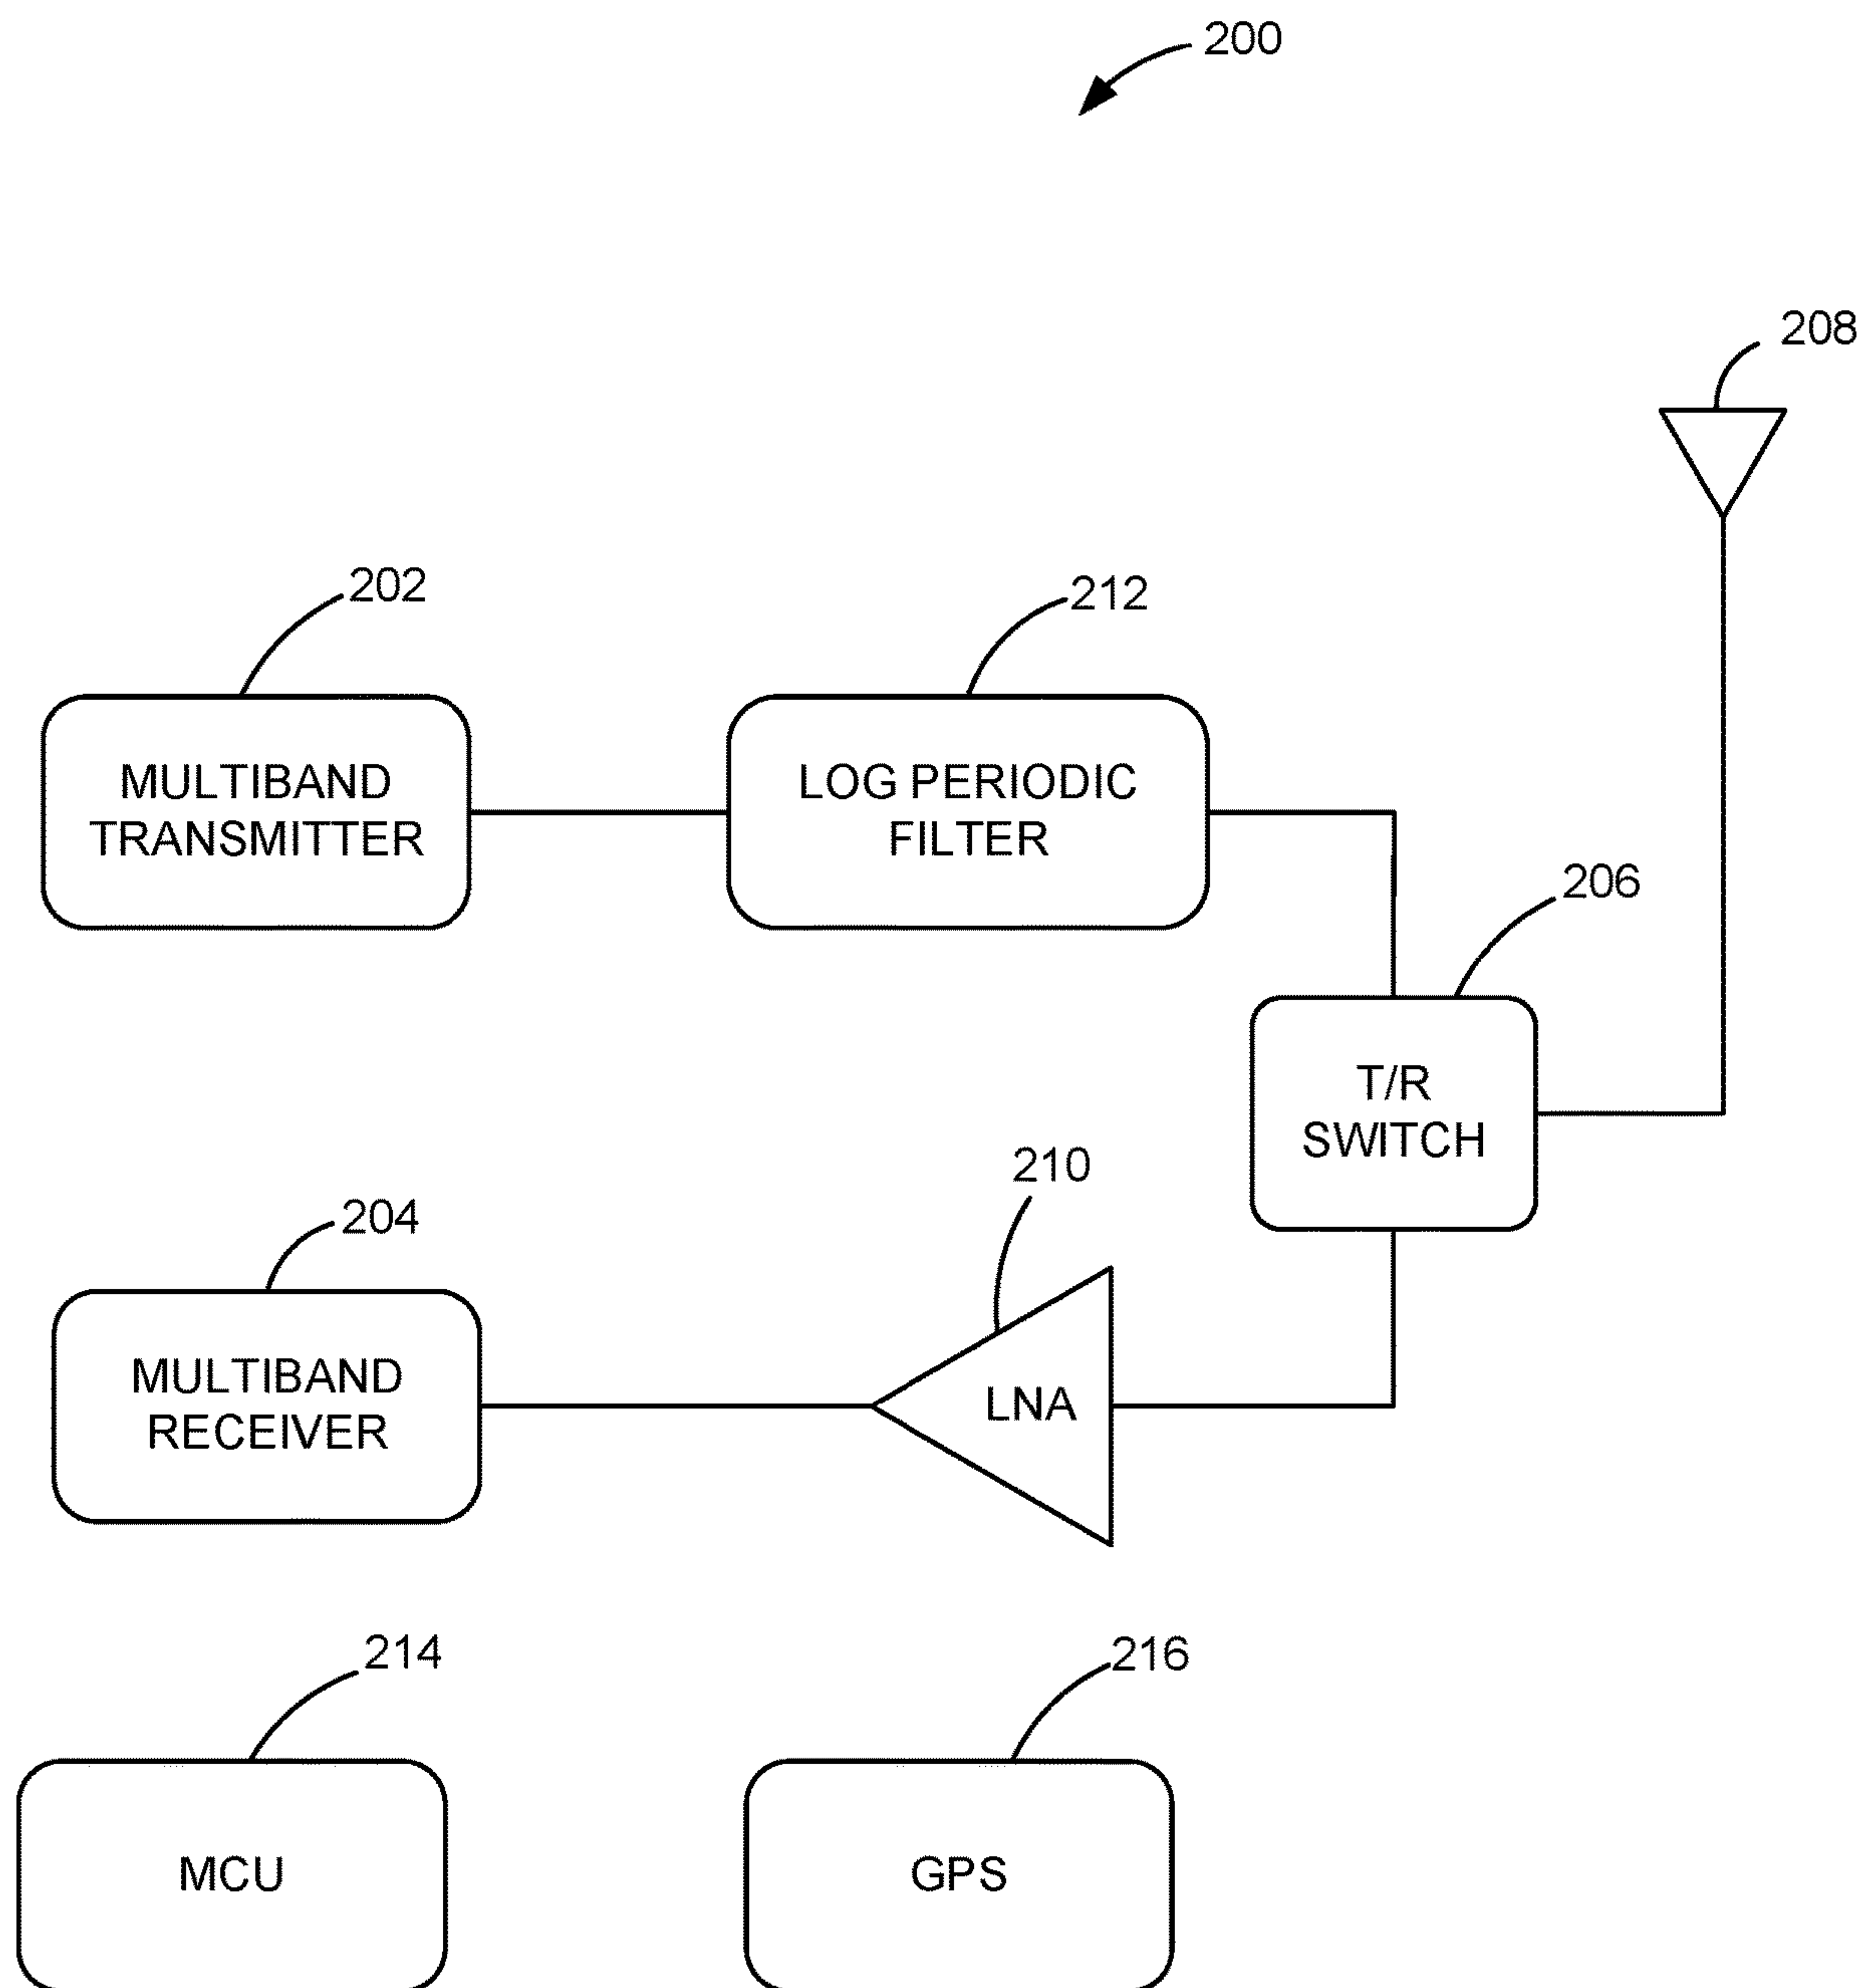 200
208
202
212
MULTIBAND
TRANSMITTER
LOG PERIODIC
FILTER
206
T/R
SWITCH
210
204
LNA
MULTIBAND
RECEIVER
214
216
MCU
GPS